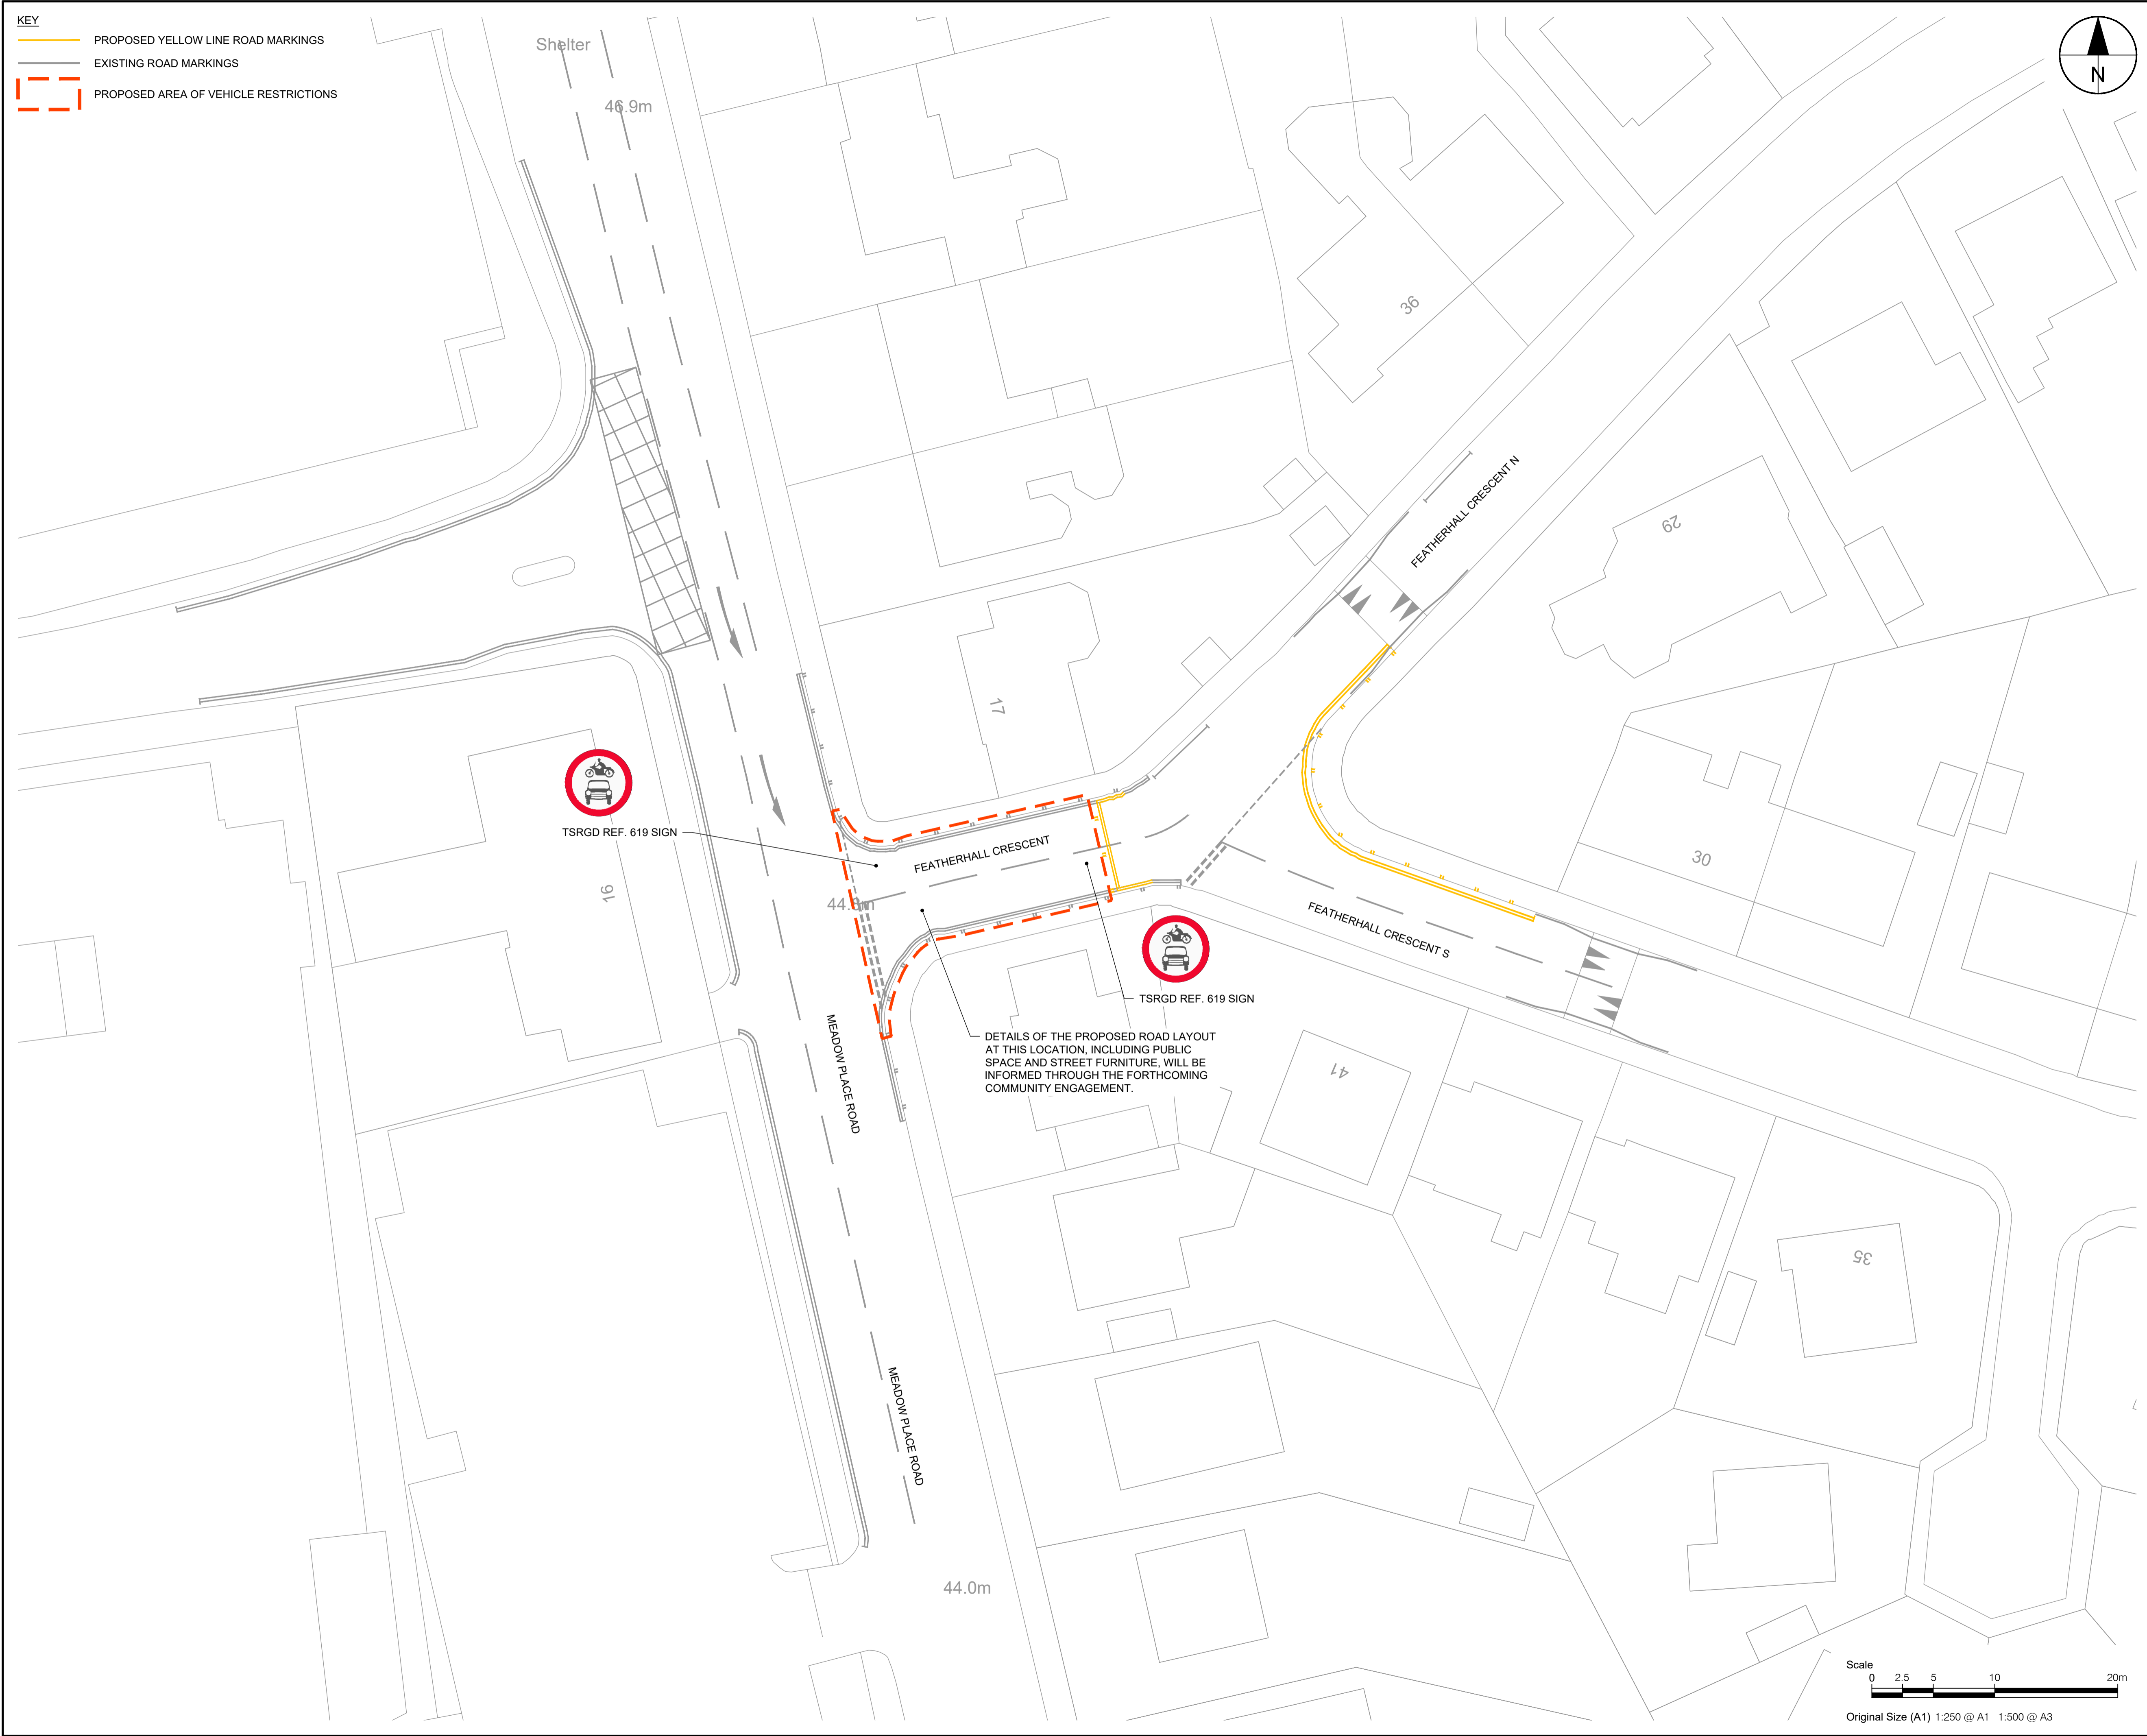 KEY
PROPOSED YELLOW LINE ROAD MARKINGS
EXISTING ROAD MARKINGS
PROPOSED AREA OF VEHICLE RESTRICTIONS
N
Shelter
46.9m
36
FEATHERHALL CRESCENT N
29
17
TSRGD REF. 619 SIGN
FEATHERHALL CRESCENT
30
16
FEATHERHALL CRESCENT S
TSRGD REF. 619 SIGN
DETAILS OF THE PROPOSED ROAD LAYOUT
AT THIS LOCATION, INCLUDING PUBLIC
SPACE AND STREET FURNITURE, WILL BE
INFORMED THROUGH THE FORTHCOMING
COMMUNITY ENGAGEMENT.
MEADOW PLACE ROAD
41
35
MEADOW PLACE ROAD
44.0m
Scale
0 2.5 5 10 20m
Original Size (A1) 1:250 @ A1 1:500 @ A3